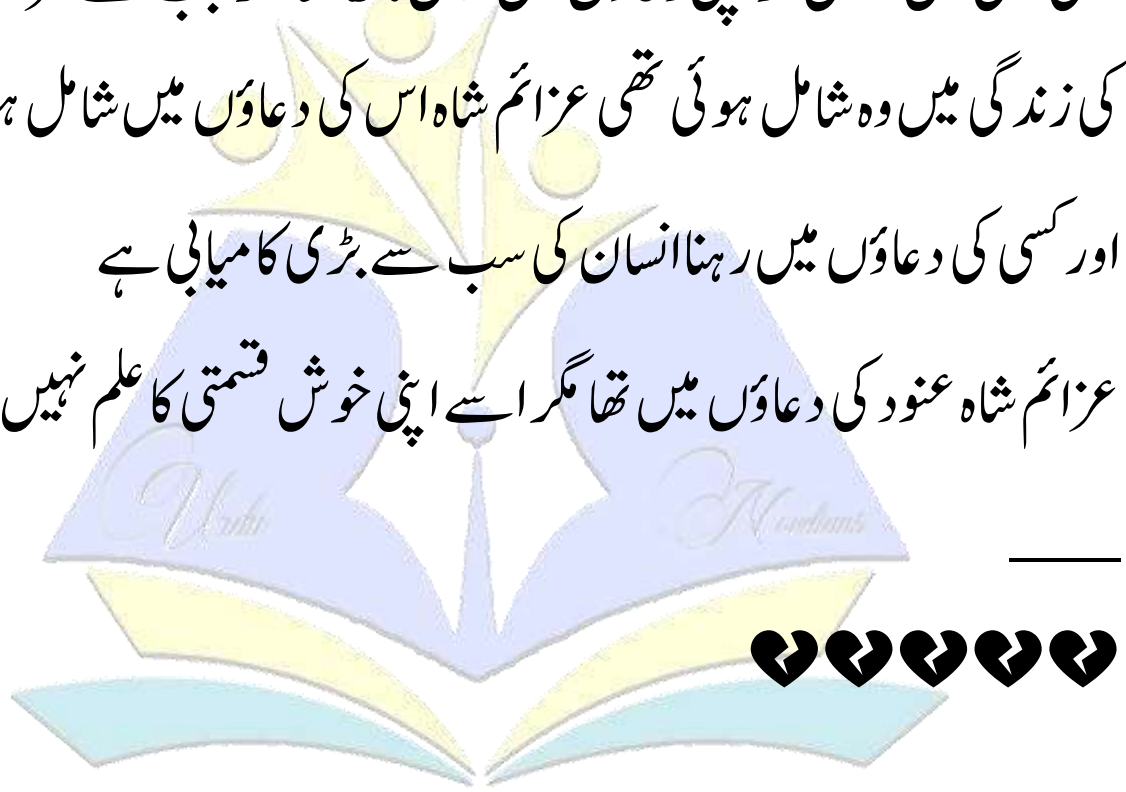 کی زندگی میں وہ شامل ہوئی تھی عزائم شاہ اس کی دعاؤں میں شامل
اور کسی کی دعاؤں میں رہنا انسان کی سب سے بڑی کامیابی ہے
عزائم شاہ عنود کی دعاؤں میں تھا مگر اسے اپنی خوش قسمتی کا علم نہیں
Urdu Novelians
💔💔💔💔💔